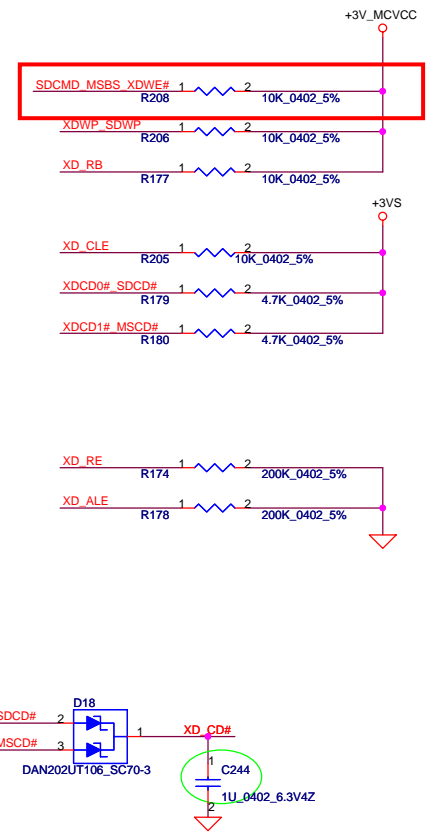 +3V_MCVCC
SDCMD_MSBS_XDWE# 1 2
R208 10K_0402_5%
XDWP_SDWP 1 2
R206 10K_0402_5%
XD_RB 1 2
R177 10K_0402_5%
+3VS
XD_CLE 1 2
R205 10K_0402_5%
XDCD0#_SDCD# 1 2
R179 4.7K_0402_5%
XDCD1#_MSCD# 1 2
R180 4.7K_0402_5%
XD_RE 1 2
R174 200K_0402_5%
XD_ALE 1 2
R178 200K_0402_5%
D18
SDCD# 2
1 XD_CD#
MSCD# 3
DAN202UT106_SC70-3
1 C244
1U_0402_6.3V4Z
2